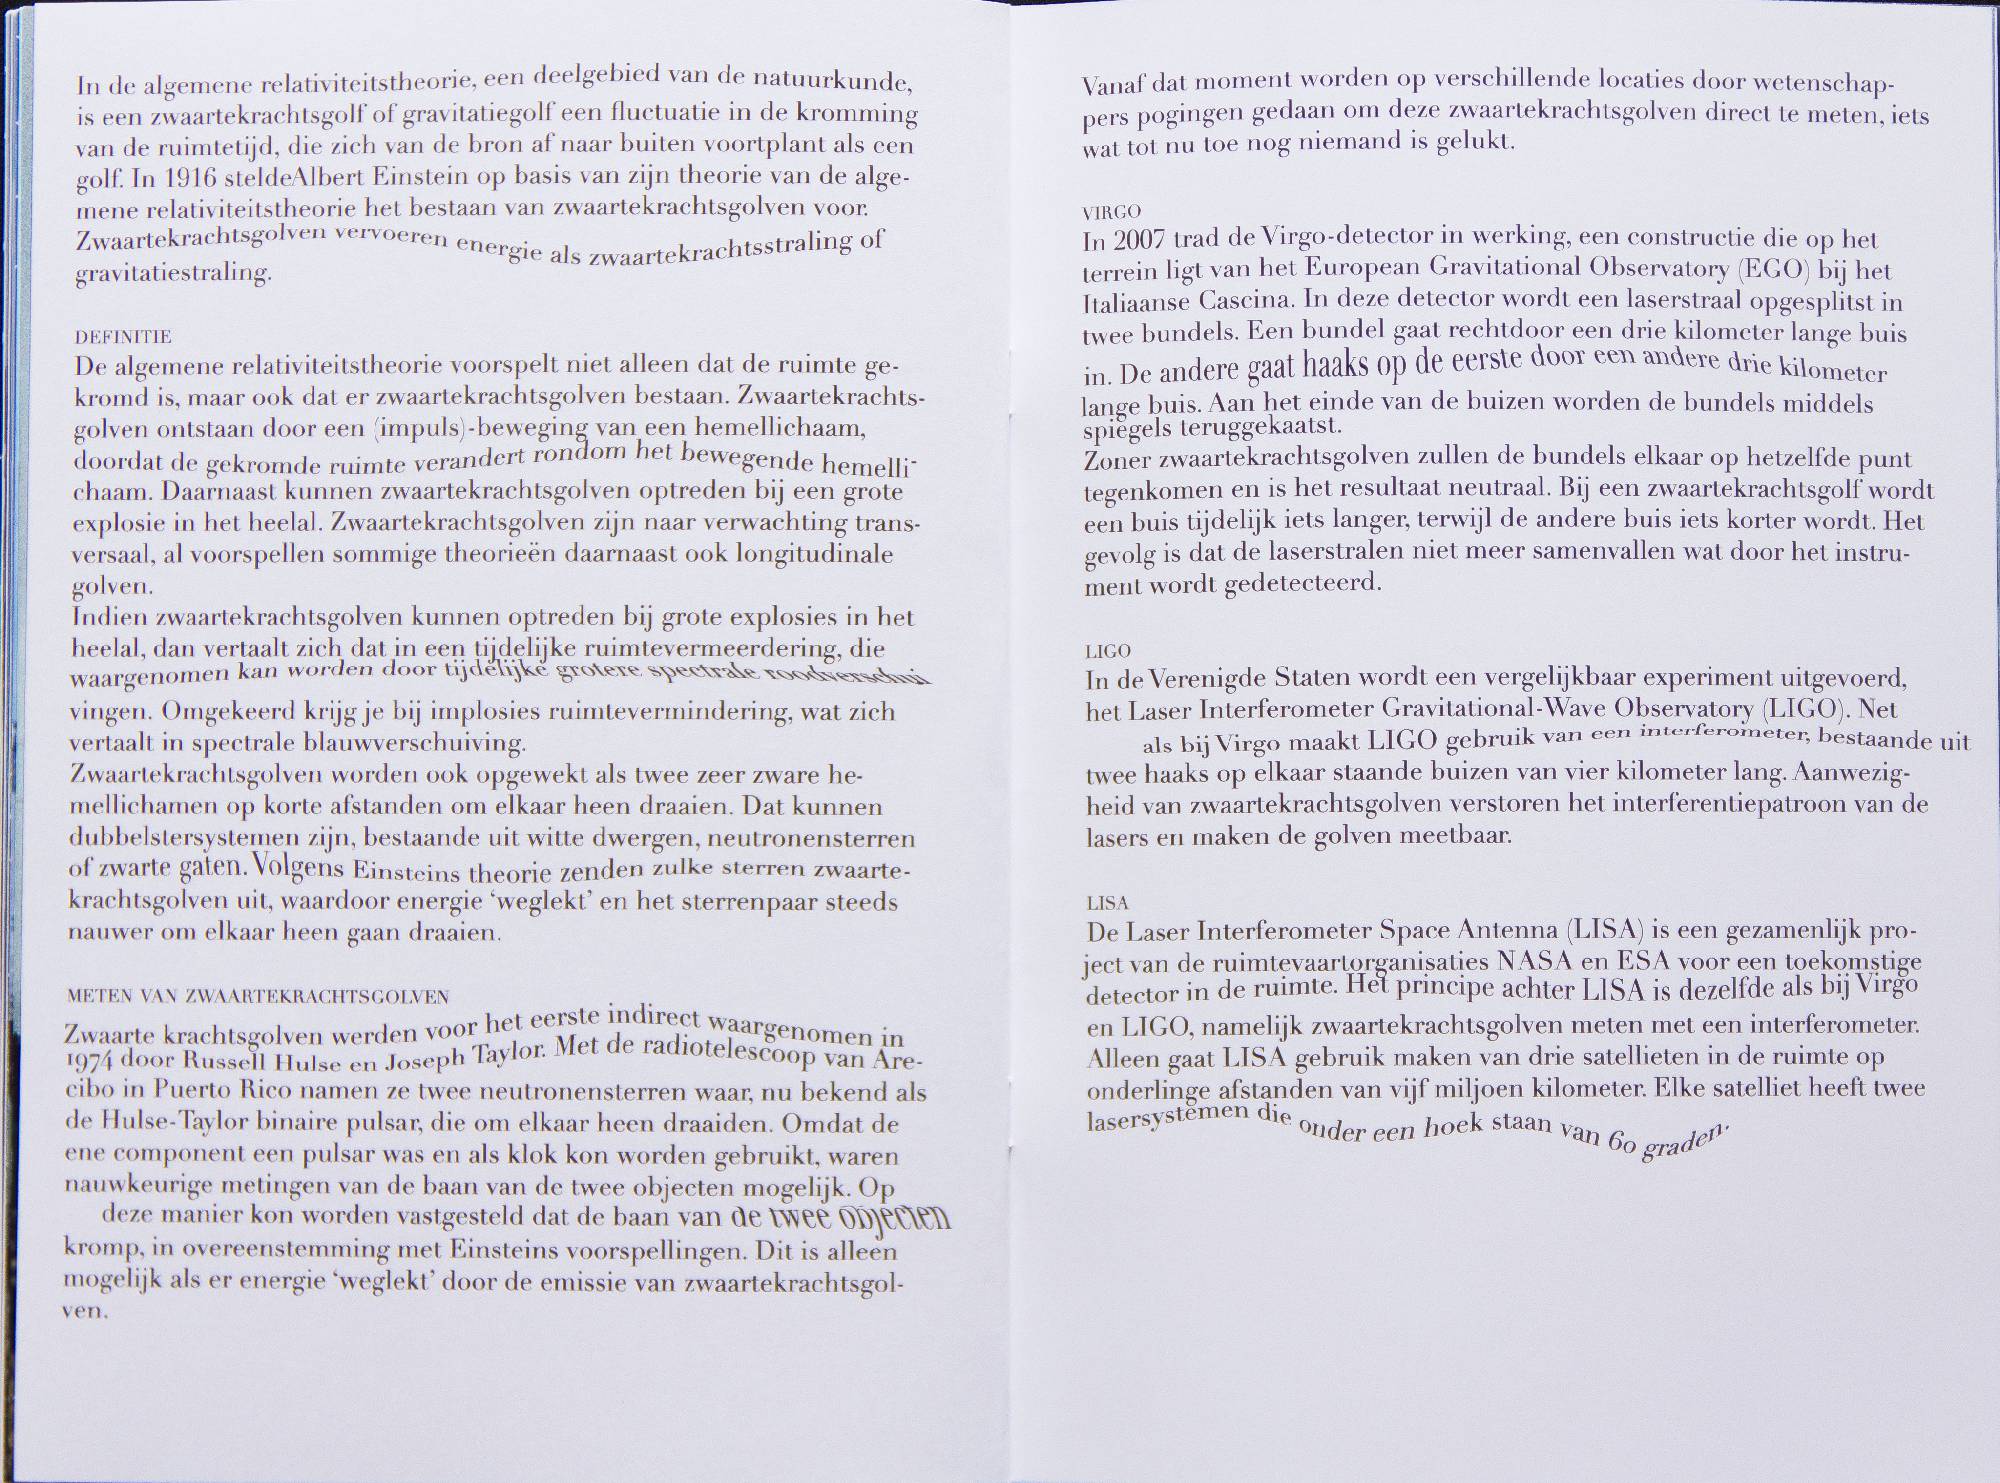 In de algemene relativiteitstheorie, een deelgebied van de natuurkunde,
is een zwaartekrachtsgolf of gravitatiegolf een fluctuatie in de kromming
van de ruimtetijd, die zich van de bron af naar buiten voortplant als een
golf. In 1916 steldeAlbert Einstein op basis van zijn theorie van de alge-
mene relativiteitstheorie het bestaan van zwaartekrachtsgolven voor.
Zwaartekrachtsgolven vervoeren energie als zwaartekrachtsstraling of
gravitatiestraling.
DEFINITIE
De algemene relativiteitstheorie voorspelt niet alleen dat de ruimte ge-
kromd is, maar ook dat er zwaartekrachtsgolven bestaan. Zwaartekrachts-
golven ontstaan door een (impuls)-beweging van een hemellichaam,
doordat de gekromde ruimte verandert rondom het bewegende hemelli-
chaam. Daarnaast kunnen zwaartekrachtsgolven optreden bij een grote
explosie in het heelal. Zwaartekrachtsgolven zijn naar verwachting trans-
versaal, al voorspellen sommige theorieën daarnaast ook longitudinale
golven.
Indien zwaartekrachtsgolven kunnen optreden bij grote explosies in het
heelal, dan vertaalt zich dat in een tijdelijke ruimtevermeerdering, die
waargenomen kan worden door tijdelijke grotere spectrale roodverschui
vingen. Omgekeerd krijg je bij implosies ruimtevermindering, wat zich
vertaalt in spectrale blauwverschuiving.
Zwaartekrachtsgolven worden ook opgewekt als twee zeer zware he-
mellichamen op korte afstanden om elkaar heen draaien. Dat kunnen
dubbelstersystemen zijn, bestaande uit witte dwergen, neutronensterren
of zwarte gaten. Volgens Einsteins theorie zenden zulke sterren zwaarte-
krachtsgolven uit, waardoor energie ‘weglekt’ en het sterrenpaar steeds
nauwer om elkaar heen gaan draaien.
METEN VAN ZWAARTEKRACHTSGOLVEN
Zwaarte krachtsgolven werden voor het eerste indirect waargenomen in
1974 door Russell Hulse en Joseph Taylor. Met de radiotelescoop van Are-
cibo in Puerto Rico namen ze twee neutronensterren waar, nu bekend als
de Hulse-Taylor binaire pulsar, die om elkaar heen draaiden. Omdat de
ene component een pulsar was en als klok kon worden gebruikt, waren
nauwkeurige metingen van de baan van de twee objecten mogelijk. Op
deze manier kon worden vastgesteld dat de baan van de twee objecten
kromp, in overeenstemming met Einsteins voorspellingen. Dit is alleen
mogelijk als er energie ‘weglekt’ door de emissie van zwaartekrachtsgol-
ven.
Vanaf dat moment worden op verschillende locaties door wetenschap-
pers pogingen gedaan om deze zwaartekrachtsgolven direct te meten, iets
wat tot nu toe nog niemand is gelukt.
VIRGO
In 2007 trad de Virgo-detector in werking, een constructie die op het
terrein ligt van het European Gravitational Observatory (EGO) bij het
Italiaanse Cascina. In deze detector wordt een laserstraal opgesplitst in
twee bundels. Een bundel gaat rechtdoor een drie kilometer lange buis
in. De andere gaat haaks op de eerste door een andere drie kilometer
lange buis. Aan het einde van de buizen worden de bundels middels
spiegels teruggekaatst.
Zoner zwaartekrachtsgolven zullen de bundels elkaar op hetzelfde punt
tegenkomen en is het resultaat neutraal. Bij een zwaartekrachtsgolf wordt
een buis tijdelijk iets langer, terwijl de andere buis iets korter wordt. Het
gevolg is dat de laserstralen niet meer samenvallen wat door het instru-
ment wordt gedetecteerd.
LIGO
In de Verenigde Staten wordt een vergelijkbaar experiment uitgevoerd,
het Laser Interferometer Gravitational-Wave Observatory (LIGO). Net
als bij Virgo maakt LIGO gebruik van een interferometer, bestaande uit
twee haaks op elkaar staande buizen van vier kilometer lang. Aanwezig-
heid van zwaartekrachtsgolven verstoren het interferentiepatroon van de
lasers en maken de golven meetbaar.
LISA
De Laser Interferometer Space Antenna (LISA) is een gezamenlijk pro-
ject van de ruimtevaartorganisaties NASA en ESA voor een toekomstige
detector in de ruimte. Het principe achter LISA is dezelfde als bij Virgo
en LIGO, namelijk zwaartekrachtsgolven meten met een interferometer.
Alleen gaat LISA gebruik maken van drie satellieten in de ruimte op
onderlinge afstanden van vijf miljoen kilometer. Elke satelliet heeft twee
lasersystemen die onder een hoek staan van 60 graden.